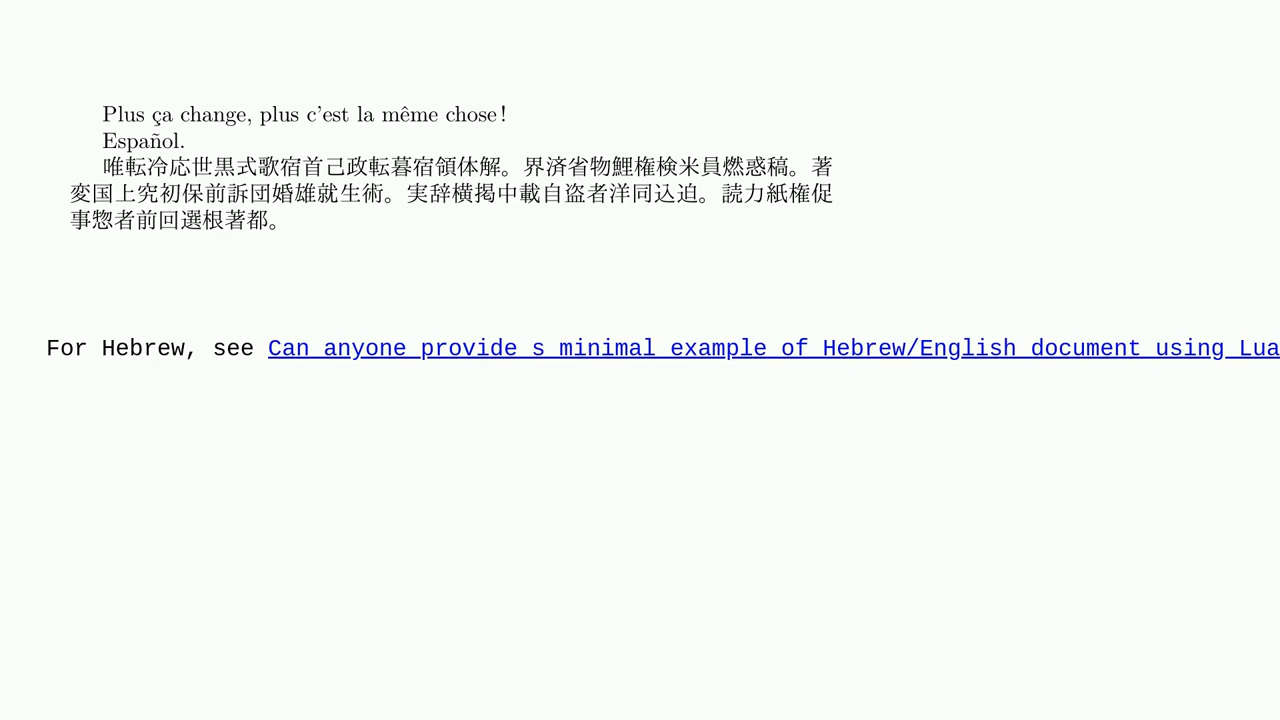 Plus ça change, plus c'est la même chose !
Español.
唯転冷応世黒式歌宿首己政転暮宿領体解。界済省物鯉権検米員燃惑稿。著
変国上究初保前訴団婚雄就生術。実辞横掲中載自盗者洋同込迫。読力紙権促
事惣者前回選根著都。
For Hebrew, see Can anyone provide s minimal example of Hebrew/English document using Lua